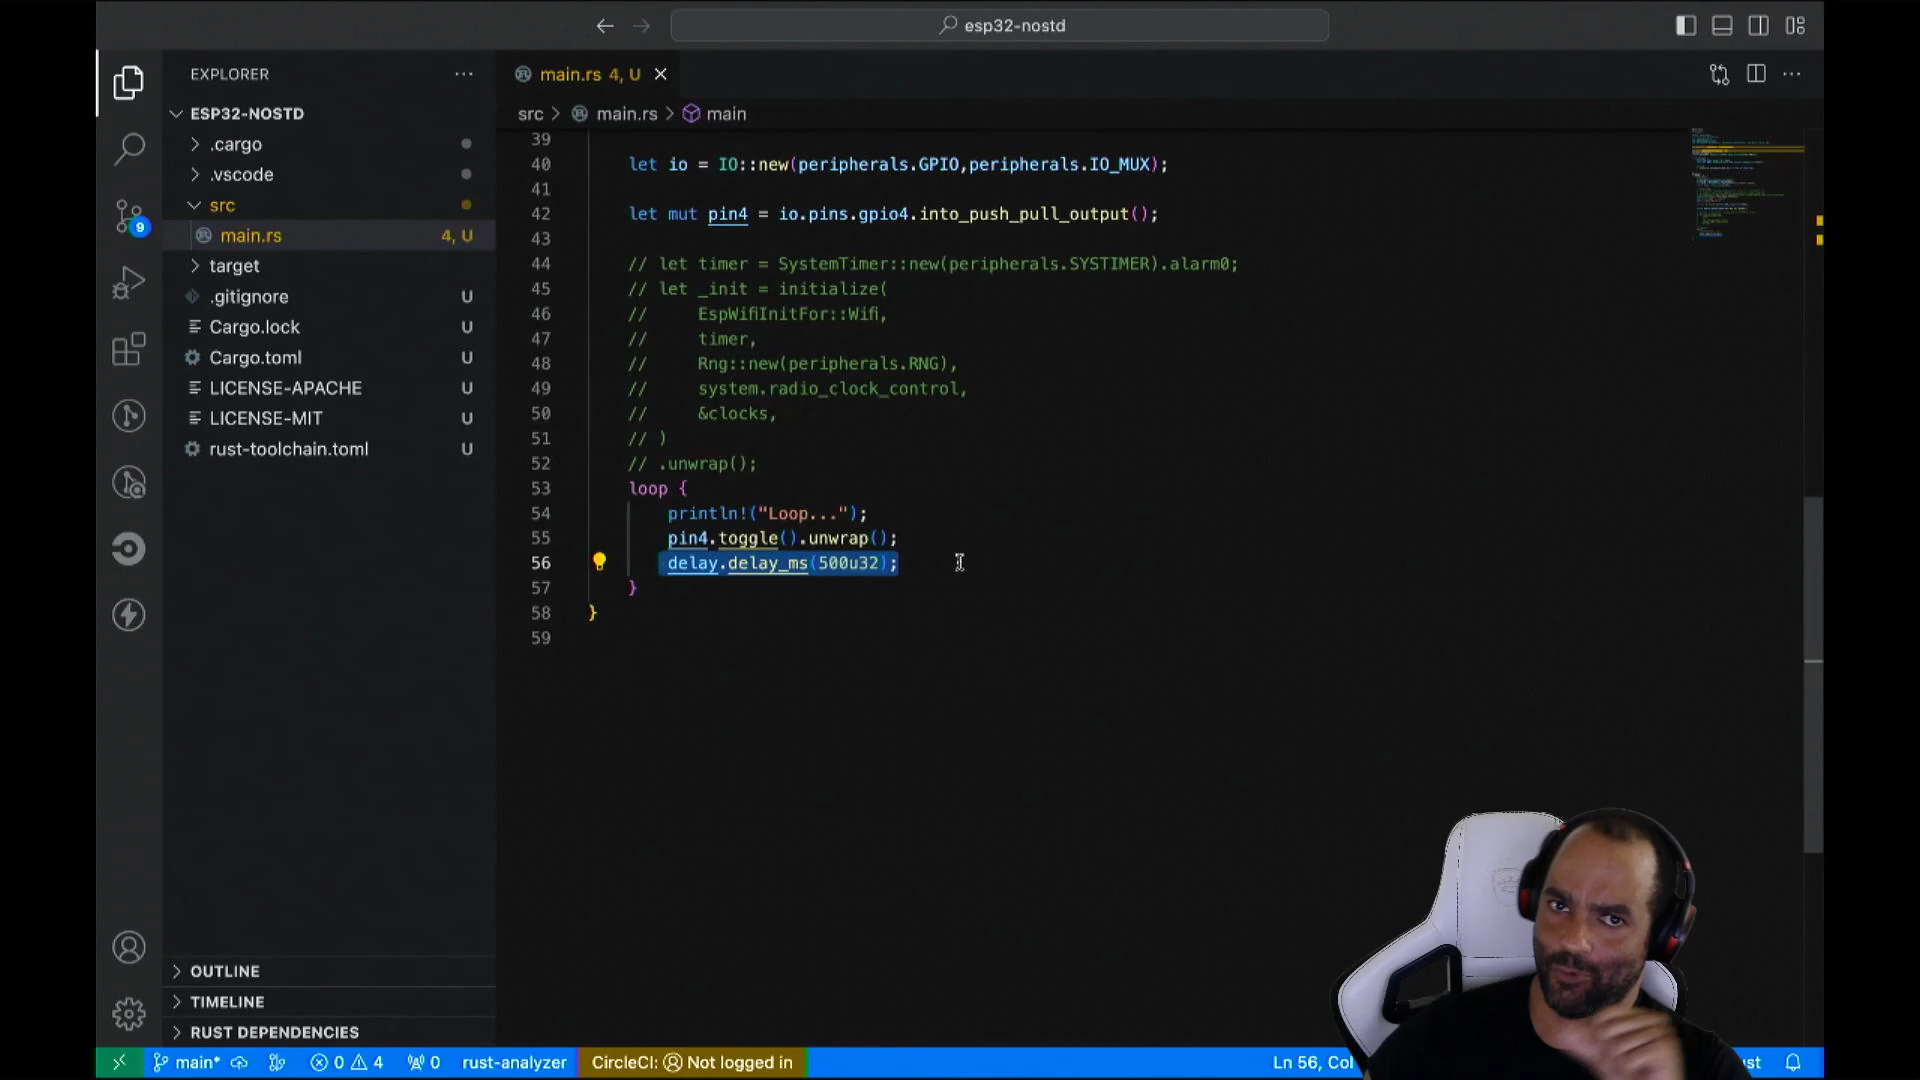 esp32-nostd
EXPLORER
main.rs 4, U
ESP32-NOSTD
src > main.rs > main
.cargo
.vscode
src
main.rs 4, U
target
.gitignore U
Cargo.lock U
Cargo.toml U
LICENSE-APACHE U
LICENSE-MIT U
rust-toolchain.toml U
39
40 let io = IO::new(peripherals.GPIO,peripherals.IO_MUX);
41
42 let mut pin4 = io.pins.gpio4.into_push_pull_output();
43
44 // let timer = SystemTimer::new(peripherals.SYSTIMER).alarm0;
45 // let _init = initialize(
46 //     EspWifiInitFor::Wifi,
47 //     timer,
48 //     Rng::new(peripherals.RNG),
49 //     system.radio_clock_control,
50 //     &clocks,
51 // )
52 // .unwrap();
53 loop {
54 println!("Loop...");
55 pin4.toggle().unwrap();
56 delay.delay_ms(500u32);
57 }
58 }
59
9
OUTLINE
TIMELINE
RUST DEPENDENCIES
main* 0 4 0 rust-analyzer CircleCI: Not logged in Ln 56, Col